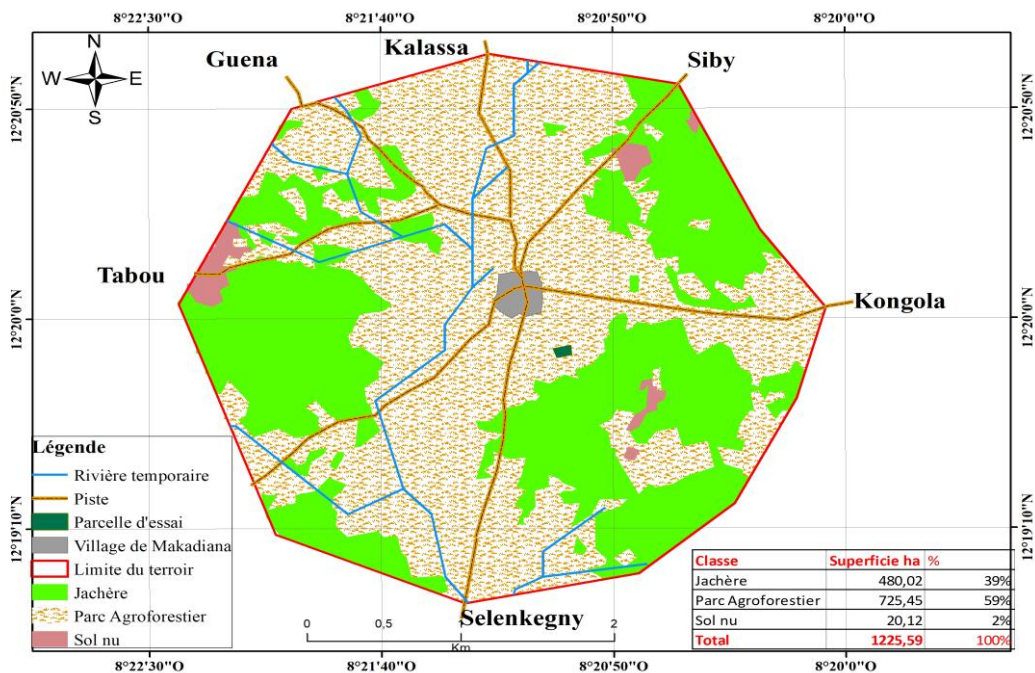 8°22'30"O 8°21'40"O 8°20'50"O 8°20'0"O
N
W E
S
Guena
Kalassa
Siby
12°20'50"N 12°20'50"N
Tabou
Kongola
12°20'0"N 12°20'0"N
Légende
Rivière temporaire
Piste
Parcelle d'essai
Village de Makadiana
Limite du terroir
Jachère
Parc Agroforestier
Sol nu
12°19'10"N 12°19'10"N
Selenkegny
0 0,5 1 2
Km
Classe Superficie ha %
Jachère 480,02 39%
Parc Agroforestier 725,45 59%
Sol nu 20,12 2%
Total 1225,59 100%
8°22'30"O 8°21'40"O 8°20'50"O 8°20'0"O